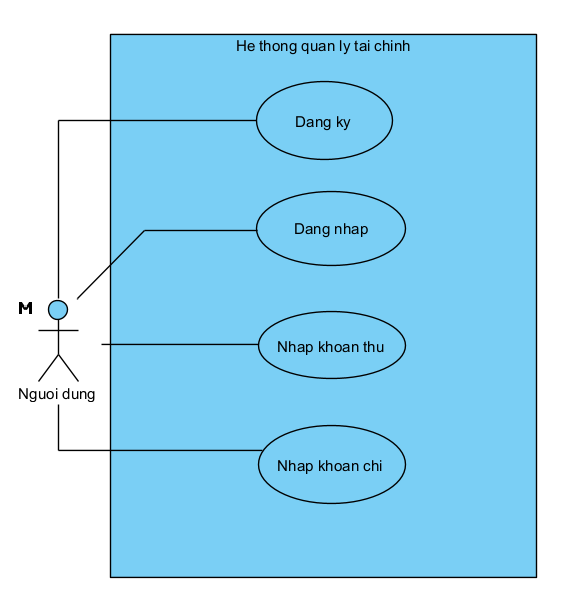 He thong quan ly tai chinh
Dang ky
Dang nhap
M
Nhap khoan thu
Nguoi dung
Nhap khoan chi